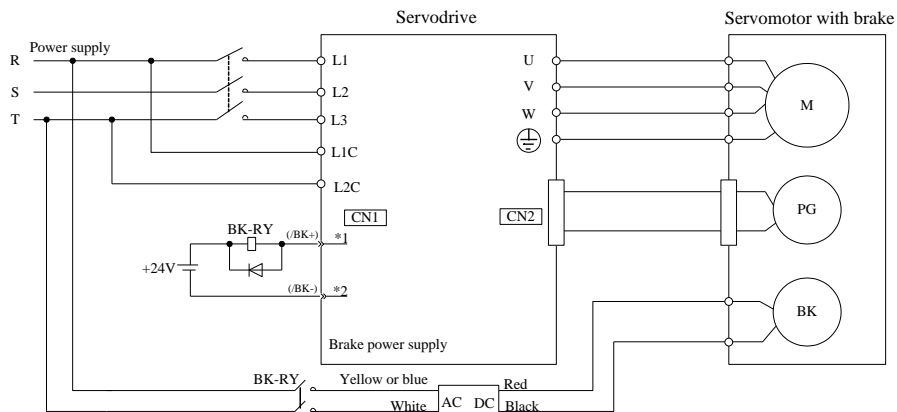 Servodrive
Servomotor with brake
Power supply
R
S
T
L1
L2
L3
L1C
L2C
U
V
W
M
CN1
CN2
PG
BK-RY
(/BK+)
*1
+24V
(/BK-)
*2
BK
Brake power supply
BK-RY
Yellow or blue
White
AC DC
Red
Black